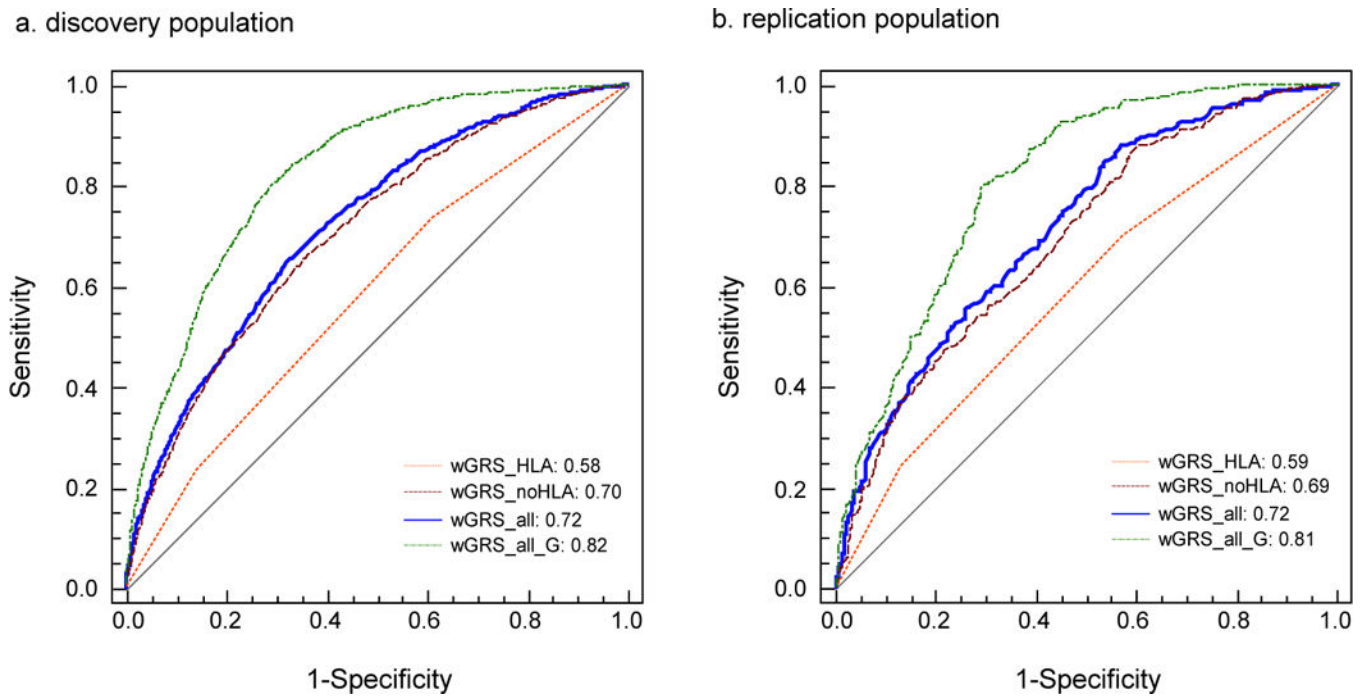 a. discovery population
1.0
0.8
0.6
0.4
0.2
0.0
Sensitivity
wGRS_HLA: 0.58
wGRS_noHLA: 0.70
wGRS_all: 0.72
wGRS_all_G: 0.82
0.0 0.2 0.4 0.6 0.8 1.0
1-Specificity
b. replication population
1.0
0.8
0.6
0.4
0.2
0.0
Sensitivity
wGRS_HLA: 0.59
wGRS_noHLA: 0.69
wGRS_all: 0.72
wGRS_all_G: 0.81
0.0 0.2 0.4 0.6 0.8 1.0
1-Specificity